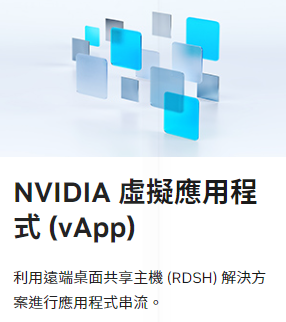 NVIDIA 虛擬應用程
式 (vApp)
利用遠端桌面共享主機 (RDSH) 解決方
案進行應用程式串流。